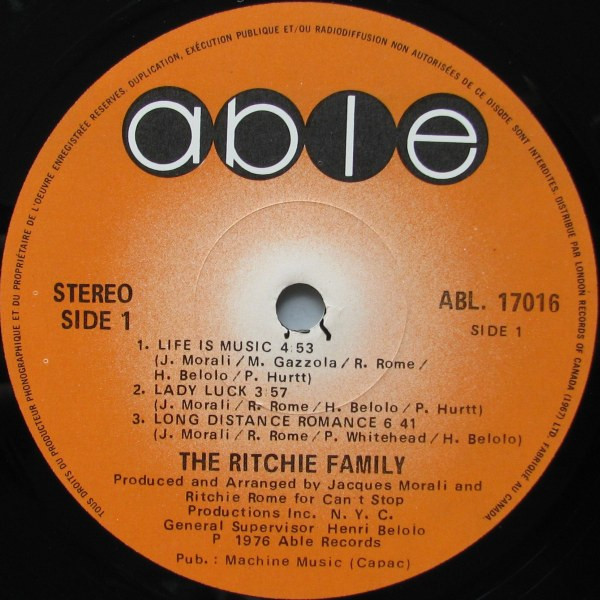 TOUS DROITS DU PRODUCTEUR PHONOGRAPHIQUE ET DU PROPRIÉTAIRE DE L'OEUVRE ENREGISTRÉE RESERVES. DUPLICATION, EXÉCUTION PUBLIQUE ET/OU RADIODIFFUSION NON AUTORISÉES DE CE DISQUE SONT INTERDITES. DISTRIBUE PAR LONDON RECORDS OF CANADA (1967) LTD. FABRIQUE AU CANADA.
able
STEREO
SIDE 1
ABL. 17016
SIDE 1
1. LIFE IS MUSIC 4:53
(J. Morali/M. Gazzola/R. Rome/
H. Belolo/P. Hurtt)
2. LADY LUCK 3:57
(J. Morali/R. Rome/H. Belolo/P. Hurtt)
3. LONG DISTANCE ROMANCE 6 41
(J. Morali/R. Rome/P. Whitehead/H. Belolo)
THE RITCHIE FAMILY
Produced and Arranged by Jacques Morali and
Ritchie Rome for Can't Stop
Productions Inc. N. Y. C.
General Supervisor Henri Belolo
P 1976 Able Records
Pub. : Machine Music (Capac)